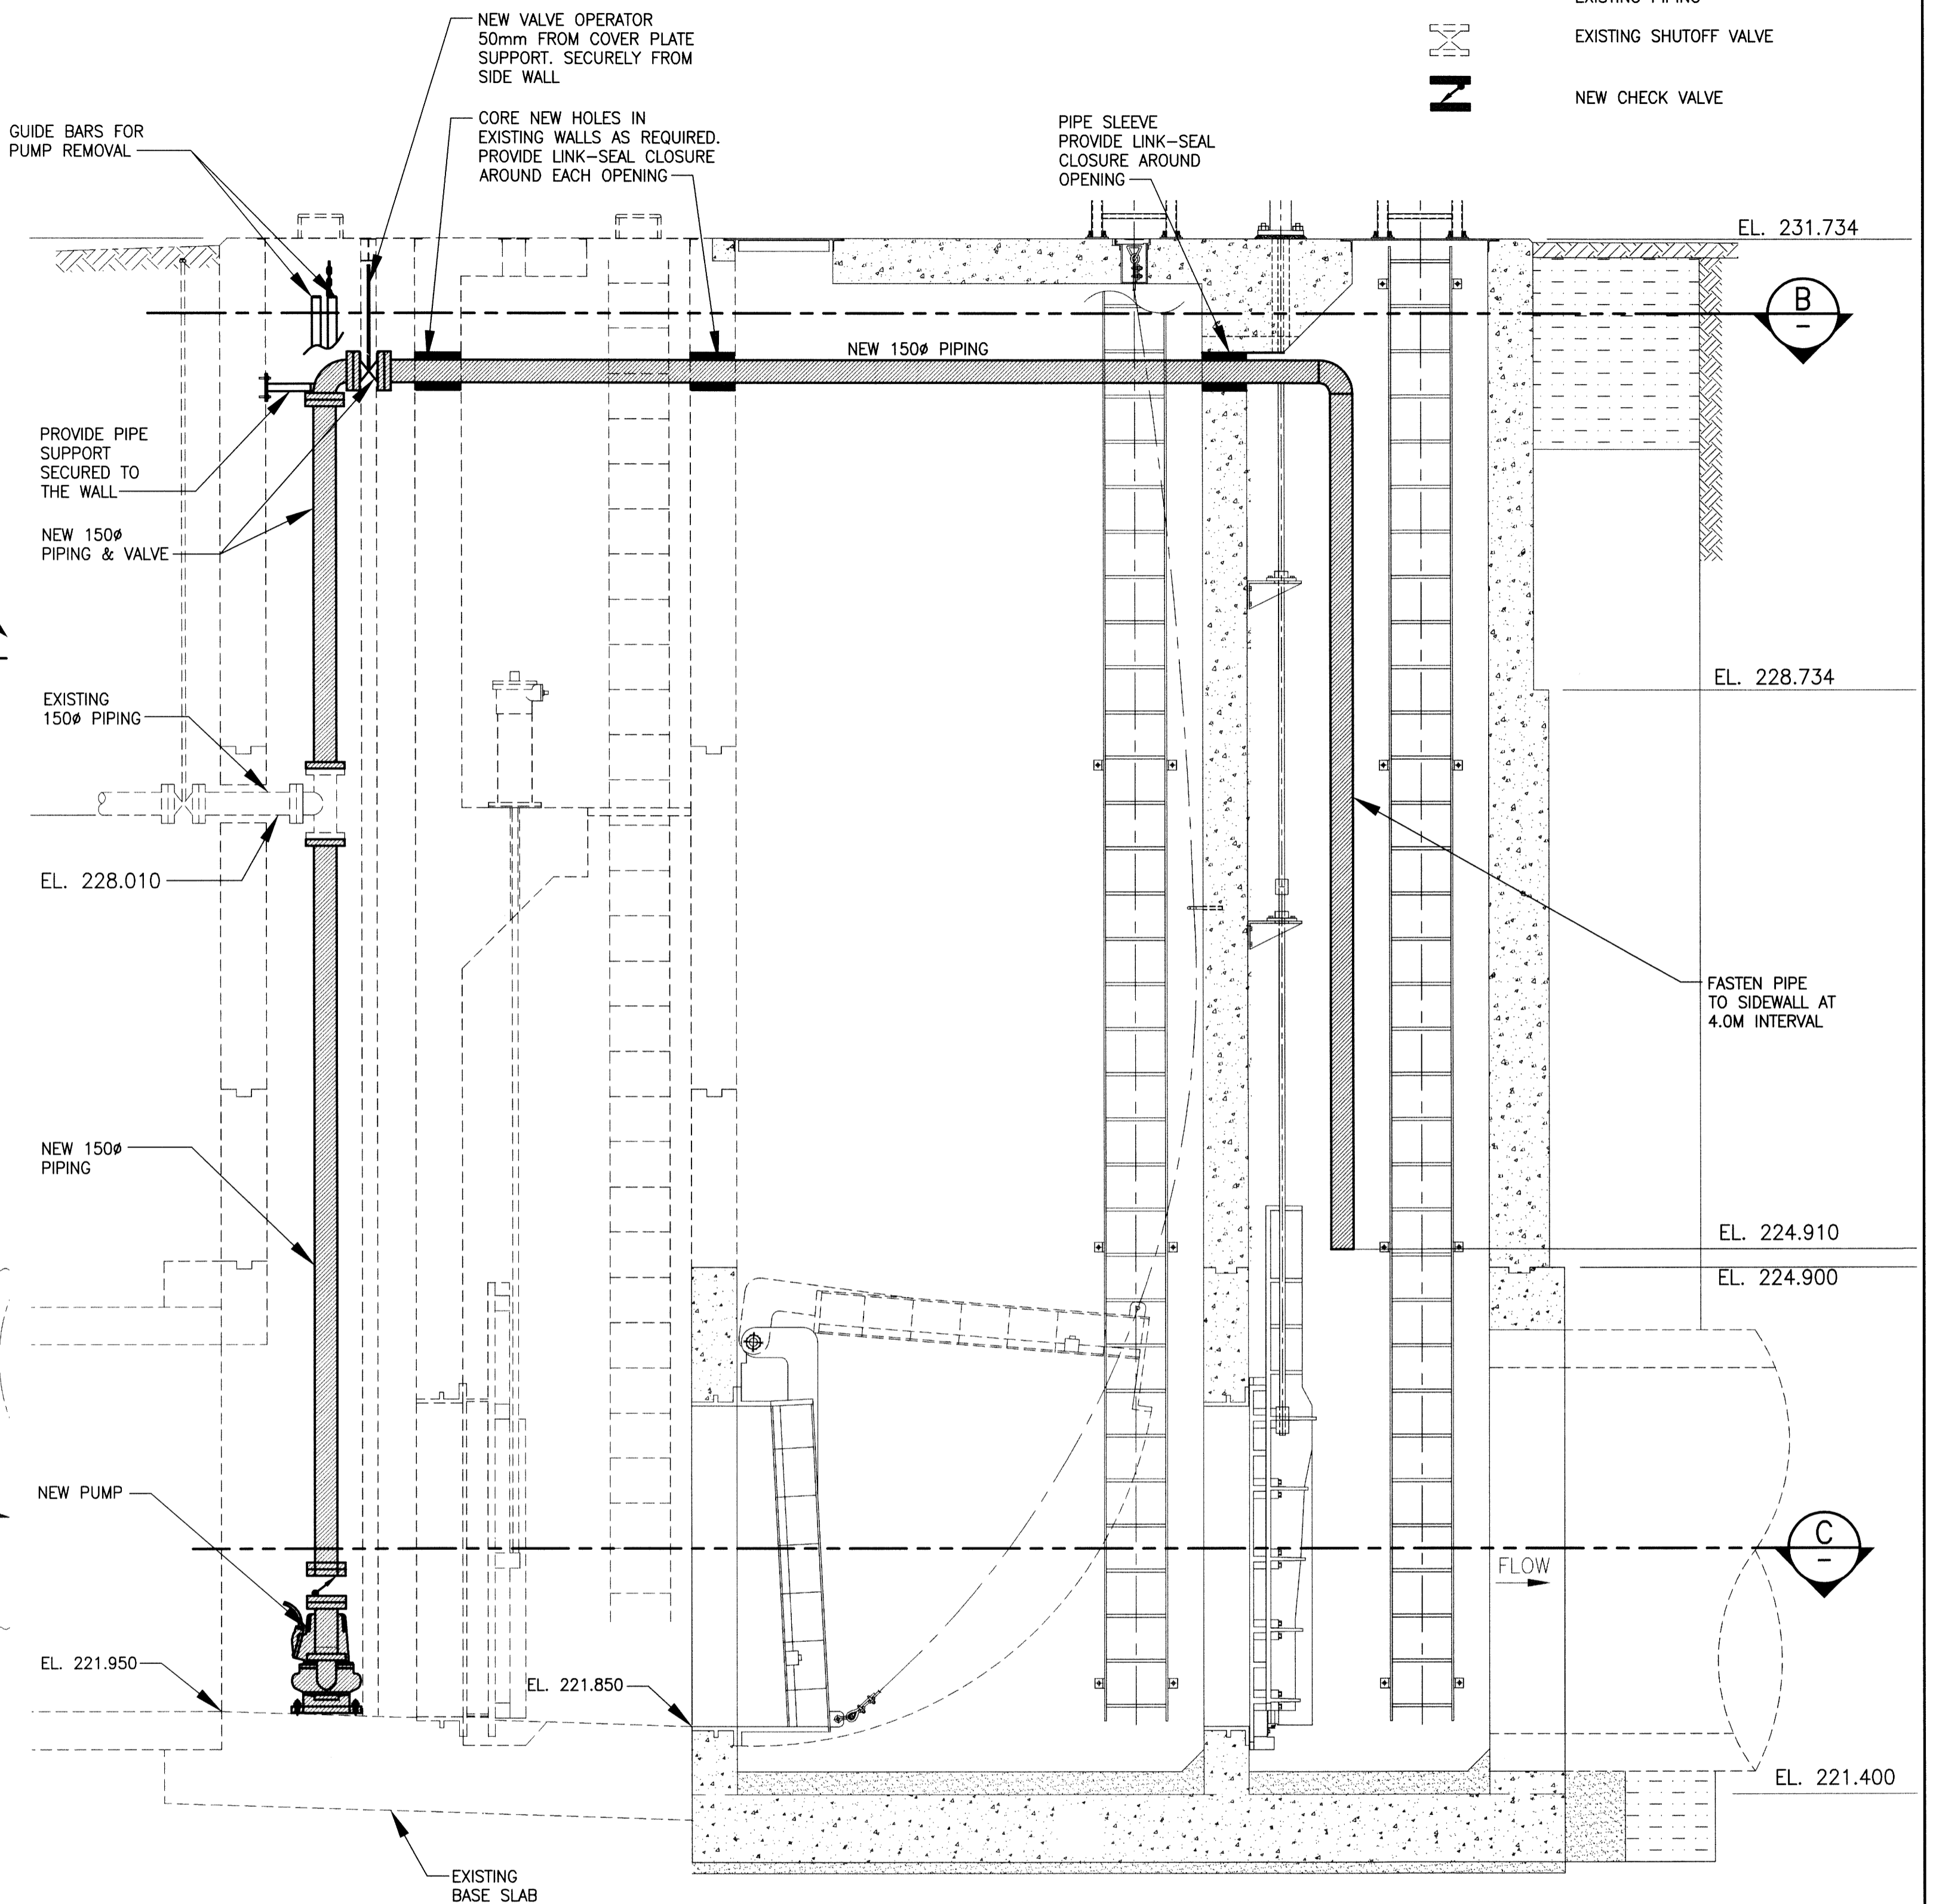 NEW VALVE OPERATOR
50mm FROM COVER PLATE
SUPPORT. SECURELY FROM
SIDE WALL
EXISTING PIPING
EXISTING SHUTOFF VALVE
NEW CHECK VALVE
GUIDE BARS FOR
PUMP REMOVAL
CORE NEW HOLES IN
EXISTING WALLS AS REQUIRED.
PROVIDE LINK-SEAL CLOSURE
AROUND EACH OPENING
PIPE SLEEVE
PROVIDE LINK-SEAL
CLOSURE AROUND
OPENING
EL. 231.734
B
-
NEW 150ø PIPING
PROVIDE PIPE
SUPPORT
SECURED TO
THE WALL
NEW 150ø
PIPING & VALVE
EL. 228.734
EXISTING
150ø PIPING
EL. 228.010
FASTEN PIPE
TO SIDEWALL AT
4.0M INTERVAL
NEW 150ø
PIPING
EL. 224.910
EL. 224.900
NEW PUMP
C
-
FLOW
EL. 221.950
EL. 221.850
EL. 221.400
EXISTING
BASE SLAB